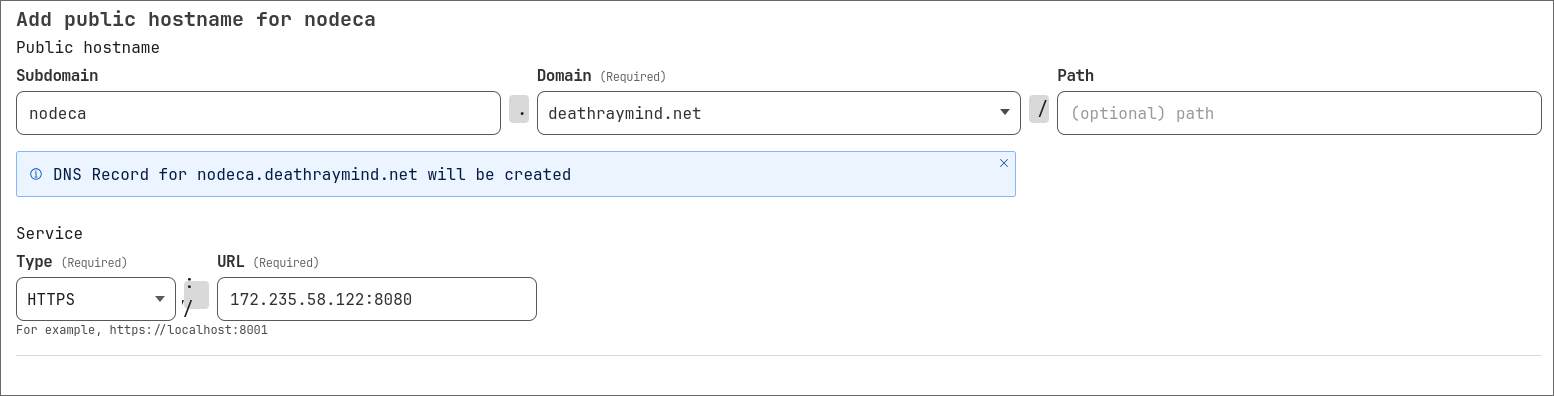 Add public hostname for nodeca
Public hostname
Subdomain Domain (Required) Path
nodeca . deathraymind.net / (optional) path
DNS Record for nodeca.deathraymind.net will be created
Service
Type (Required) URL (Required)
HTTPS :// 172.235.58.122:8080
For example, https://localhost:8001